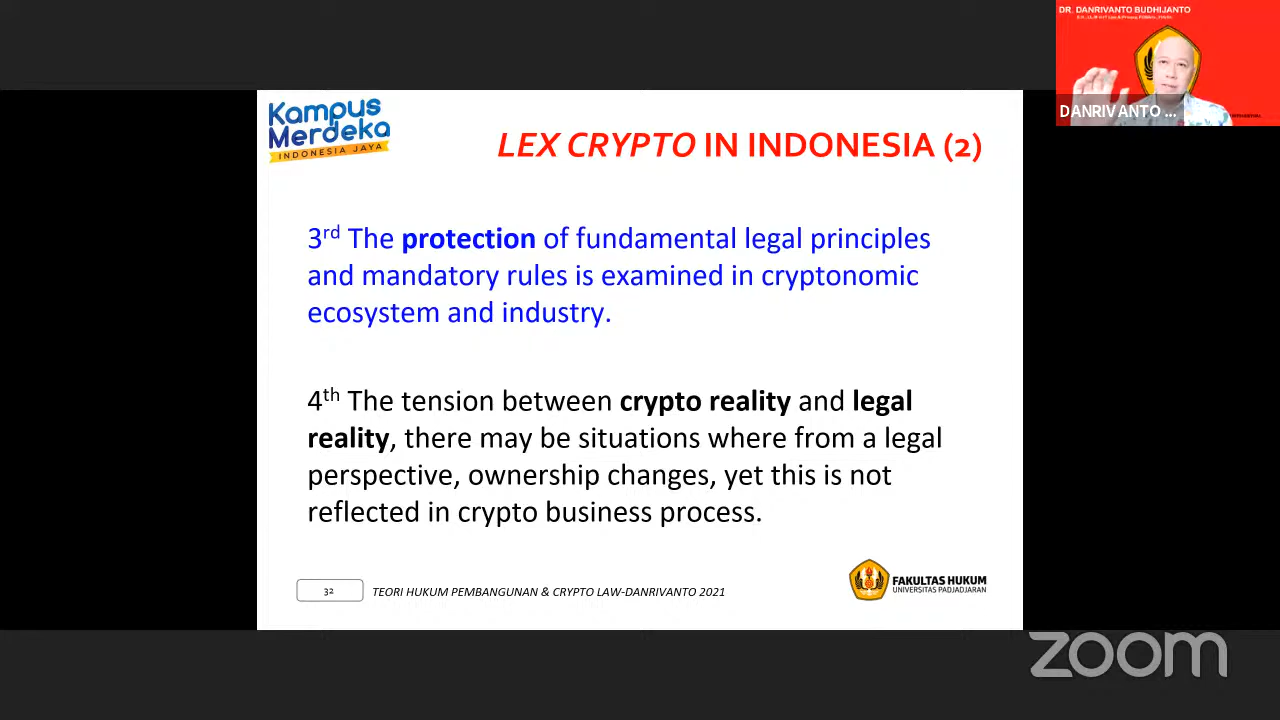 DR. DANRIVANTO BUDHIJANTO
DANRIVANTO ...
Kampus
Merdeka
INDONESIA JAYA
LEX CRYPTO IN INDONESIA (2)
3rd The protection of fundamental legal principles
and mandatory rules is examined in cryptonomic
ecosystem and industry.
4th The tension between crypto reality and legal
reality, there may be situations where from a legal
perspective, ownership changes, yet this is not
reflected in crypto business process.
32
TEORI HUKUM PEMBANGUNAN & CRYPTO LAW-DANRIVANTO 2021
FAKULTAS HUKUM
UNIVERSITAS PADJADJARAN
zoom